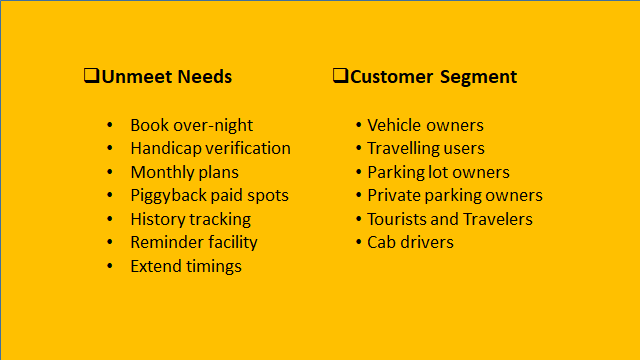 ❑Unmeet Needs
• Book over-night
• Handicap verification
• Monthly plans
• Piggyback paid spots
• History tracking
• Reminder facility
• Extend timings
❑Customer Segment
• Vehicle owners
• Travelling users
• Parking lot owners
• Private parking owners
• Tourists and Travelers
• Cab drivers